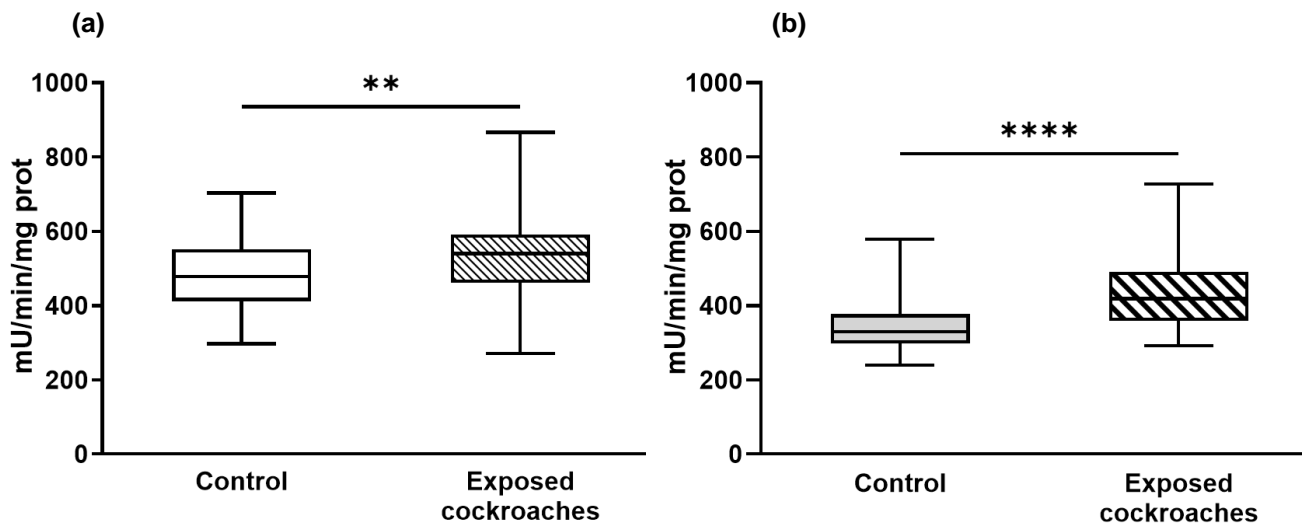 (a)
mU/min/mg prot
1000
800
600
400
200
0
**
Control
Exposed
cockroaches
(b)
mU/min/mg prot
1000
800
600
400
200
0
****
Control
Exposed
cockroaches